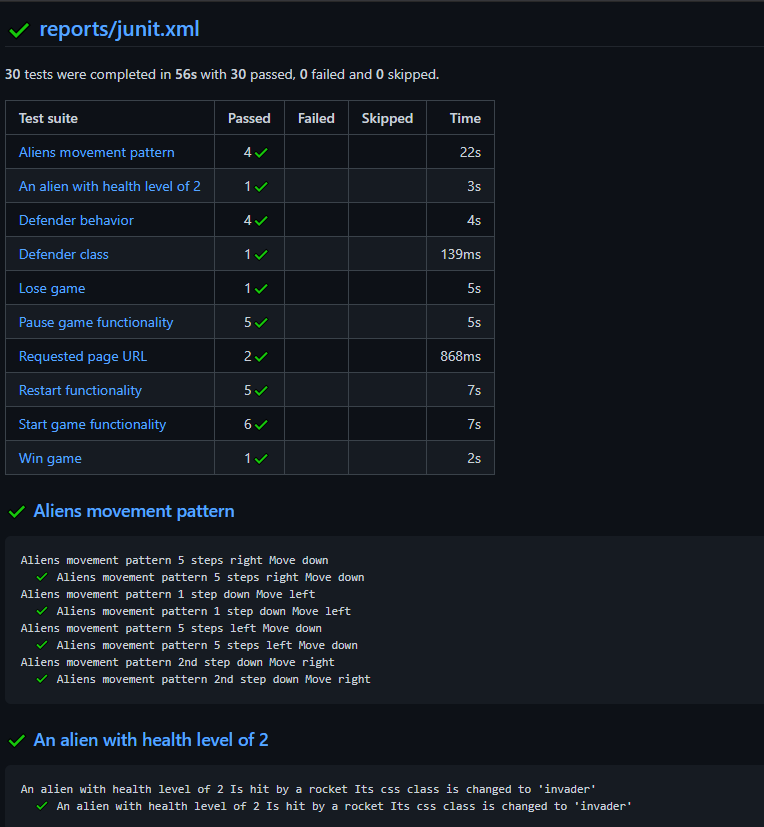 reports/junit.xml
30 tests were completed in 56s with 30 passed, 0 failed and 0 skipped.
Test suite Passed Failed Skipped Time
Aliens movement pattern 4 ✓ 22s
An alien with health level of 2 1 ✓ 3s
Defender behavior 4 ✓ 4s
Defender class 1 ✓ 139ms
Lose game 1 ✓ 5s
Pause game functionality 5 ✓ 5s
Requested page URL 2 ✓ 868ms
Restart functionality 5 ✓ 7s
Start game functionality 6 ✓ 7s
Win game 1 ✓ 2s
Aliens movement pattern
Aliens movement pattern 5 steps right Move down
✓ Aliens movement pattern 5 steps right Move down
Aliens movement pattern 1 step down Move left
✓ Aliens movement pattern 1 step down Move left
Aliens movement pattern 5 steps left Move down
✓ Aliens movement pattern 5 steps left Move down
Aliens movement pattern 2nd step down Move right
✓ Aliens movement pattern 2nd step down Move right
An alien with health level of 2
An alien with health level of 2 Is hit by a rocket Its css class is changed to 'invader'
✓ An alien with health level of 2 Is hit by a rocket Its css class is changed to 'invader'